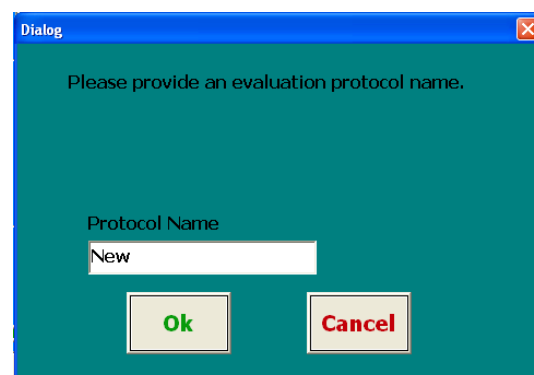 Dialog
Please provide an evaluation protocol name.
Protocol Name
New
Ok
Cancel